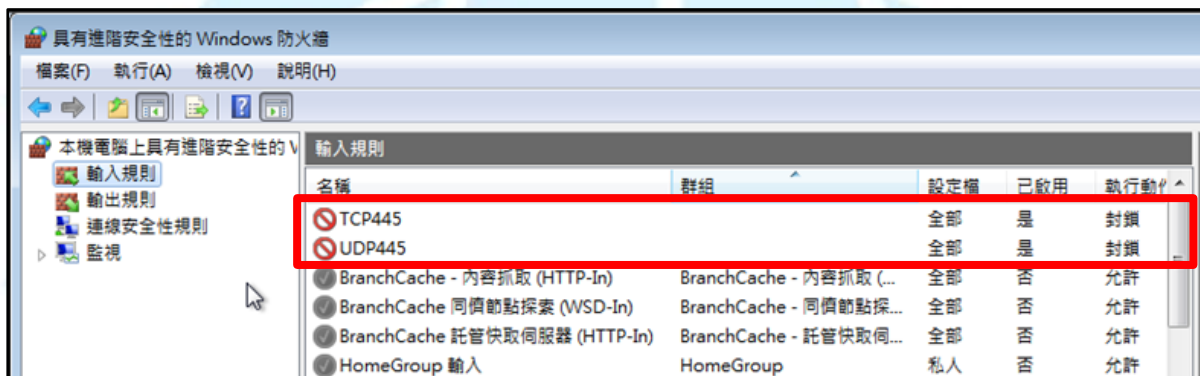 具有進階安全性的 Windows 防火牆
檔案(F) 執行(A) 檢視(V) 說明(H)
本機電腦上具有進階安全性的
輸入規則
輸出規則
連線安全性規則
監視
輸入規則
名稱 群組 設定檔 已啟用 執行動作
TCP445 全部 是 封鎖
UDP445 全部 是 封鎖
BranchCache - 內容抓取 (HTTP-In) BranchCache - 內容抓取 (... 全部 否 允許
BranchCache 同儕節點探索 (WSD-In) BranchCache - 同儕節點探... 全部 否 允許
BranchCache 託管快取伺服器 (HTTP-In) BranchCache - 託管快取伺... 全部 否 允許
HomeGroup 輸入 HomeGroup 私人 否 允許